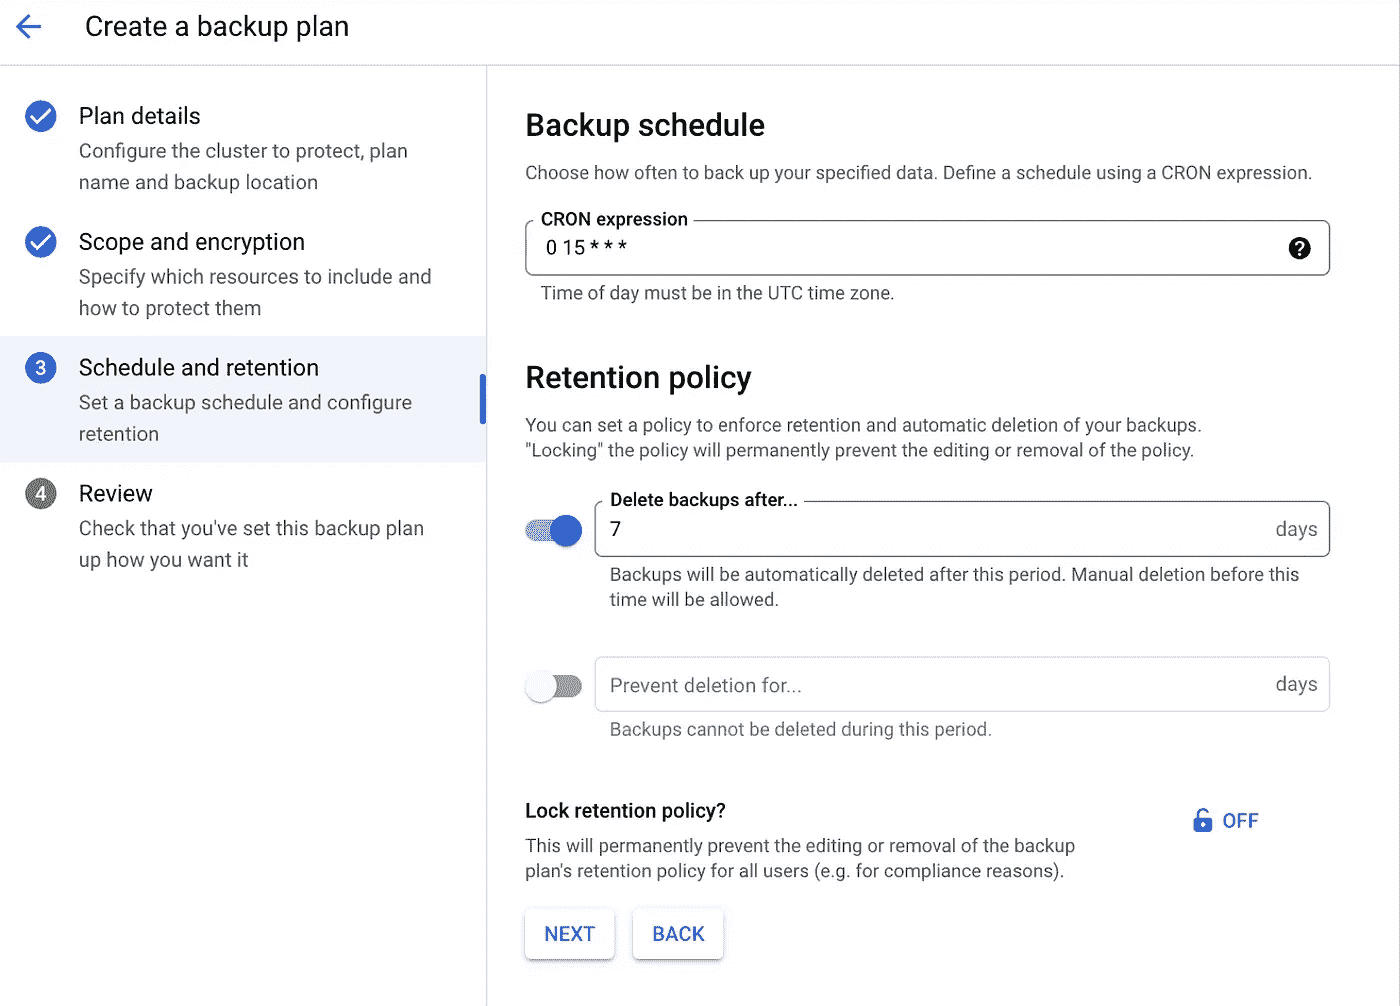 Create a backup plan
Plan details
Configure the cluster to protect, plan
name and backup location
Scope and encryption
Specify which resources to include and
how to protect them
3
Schedule and retention
Set a backup schedule and configure
retention
4
Review
Check that you've set this backup plan
up how you want it
Backup schedule
Choose how often to back up your specified data. Define a schedule using a CRON expression.
CRON expression
0 15 * * *
?
Time of day must be in the UTC time zone.
Retention policy
You can set a policy to enforce retention and automatic deletion of your backups.
"Locking" the policy will permanently prevent the editing or removal of the policy.
Delete backups after...
7 days
Backups will be automatically deleted after this period. Manual deletion before this
time will be allowed.
Prevent deletion for... days
Backups cannot be deleted during this period.
Lock retention policy?
OFF
This will permanently prevent the editing or removal of the backup
plan's retention policy for all users (e.g. for compliance reasons).
NEXT BACK